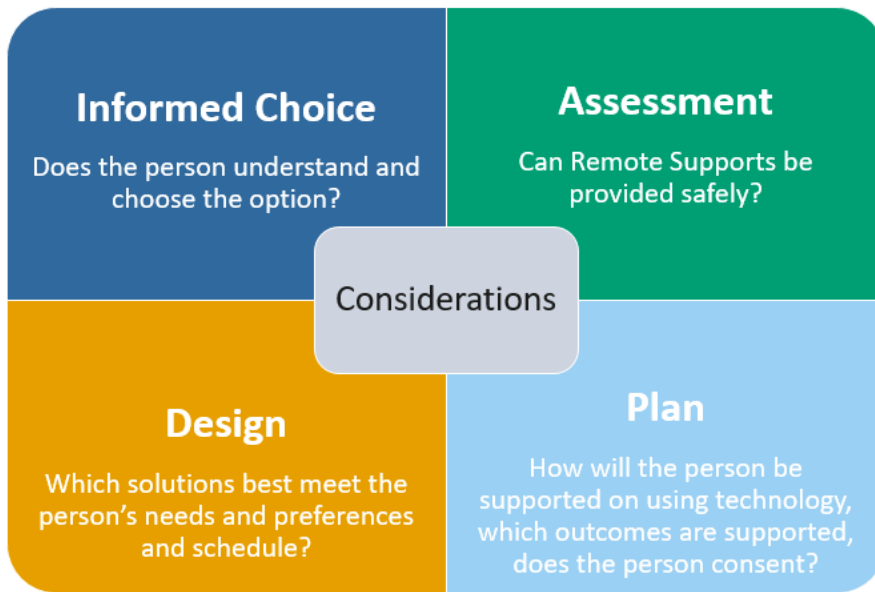 Informed Choice
Does the person understand and
choose the option?
Assessment
Can Remote Supports be
provided safely?
Considerations
Design
Which solutions best meet the
person's needs and preferences
and schedule?
Plan
How will the person be
supported on using technology,
which outcomes are supported,
does the person consent?